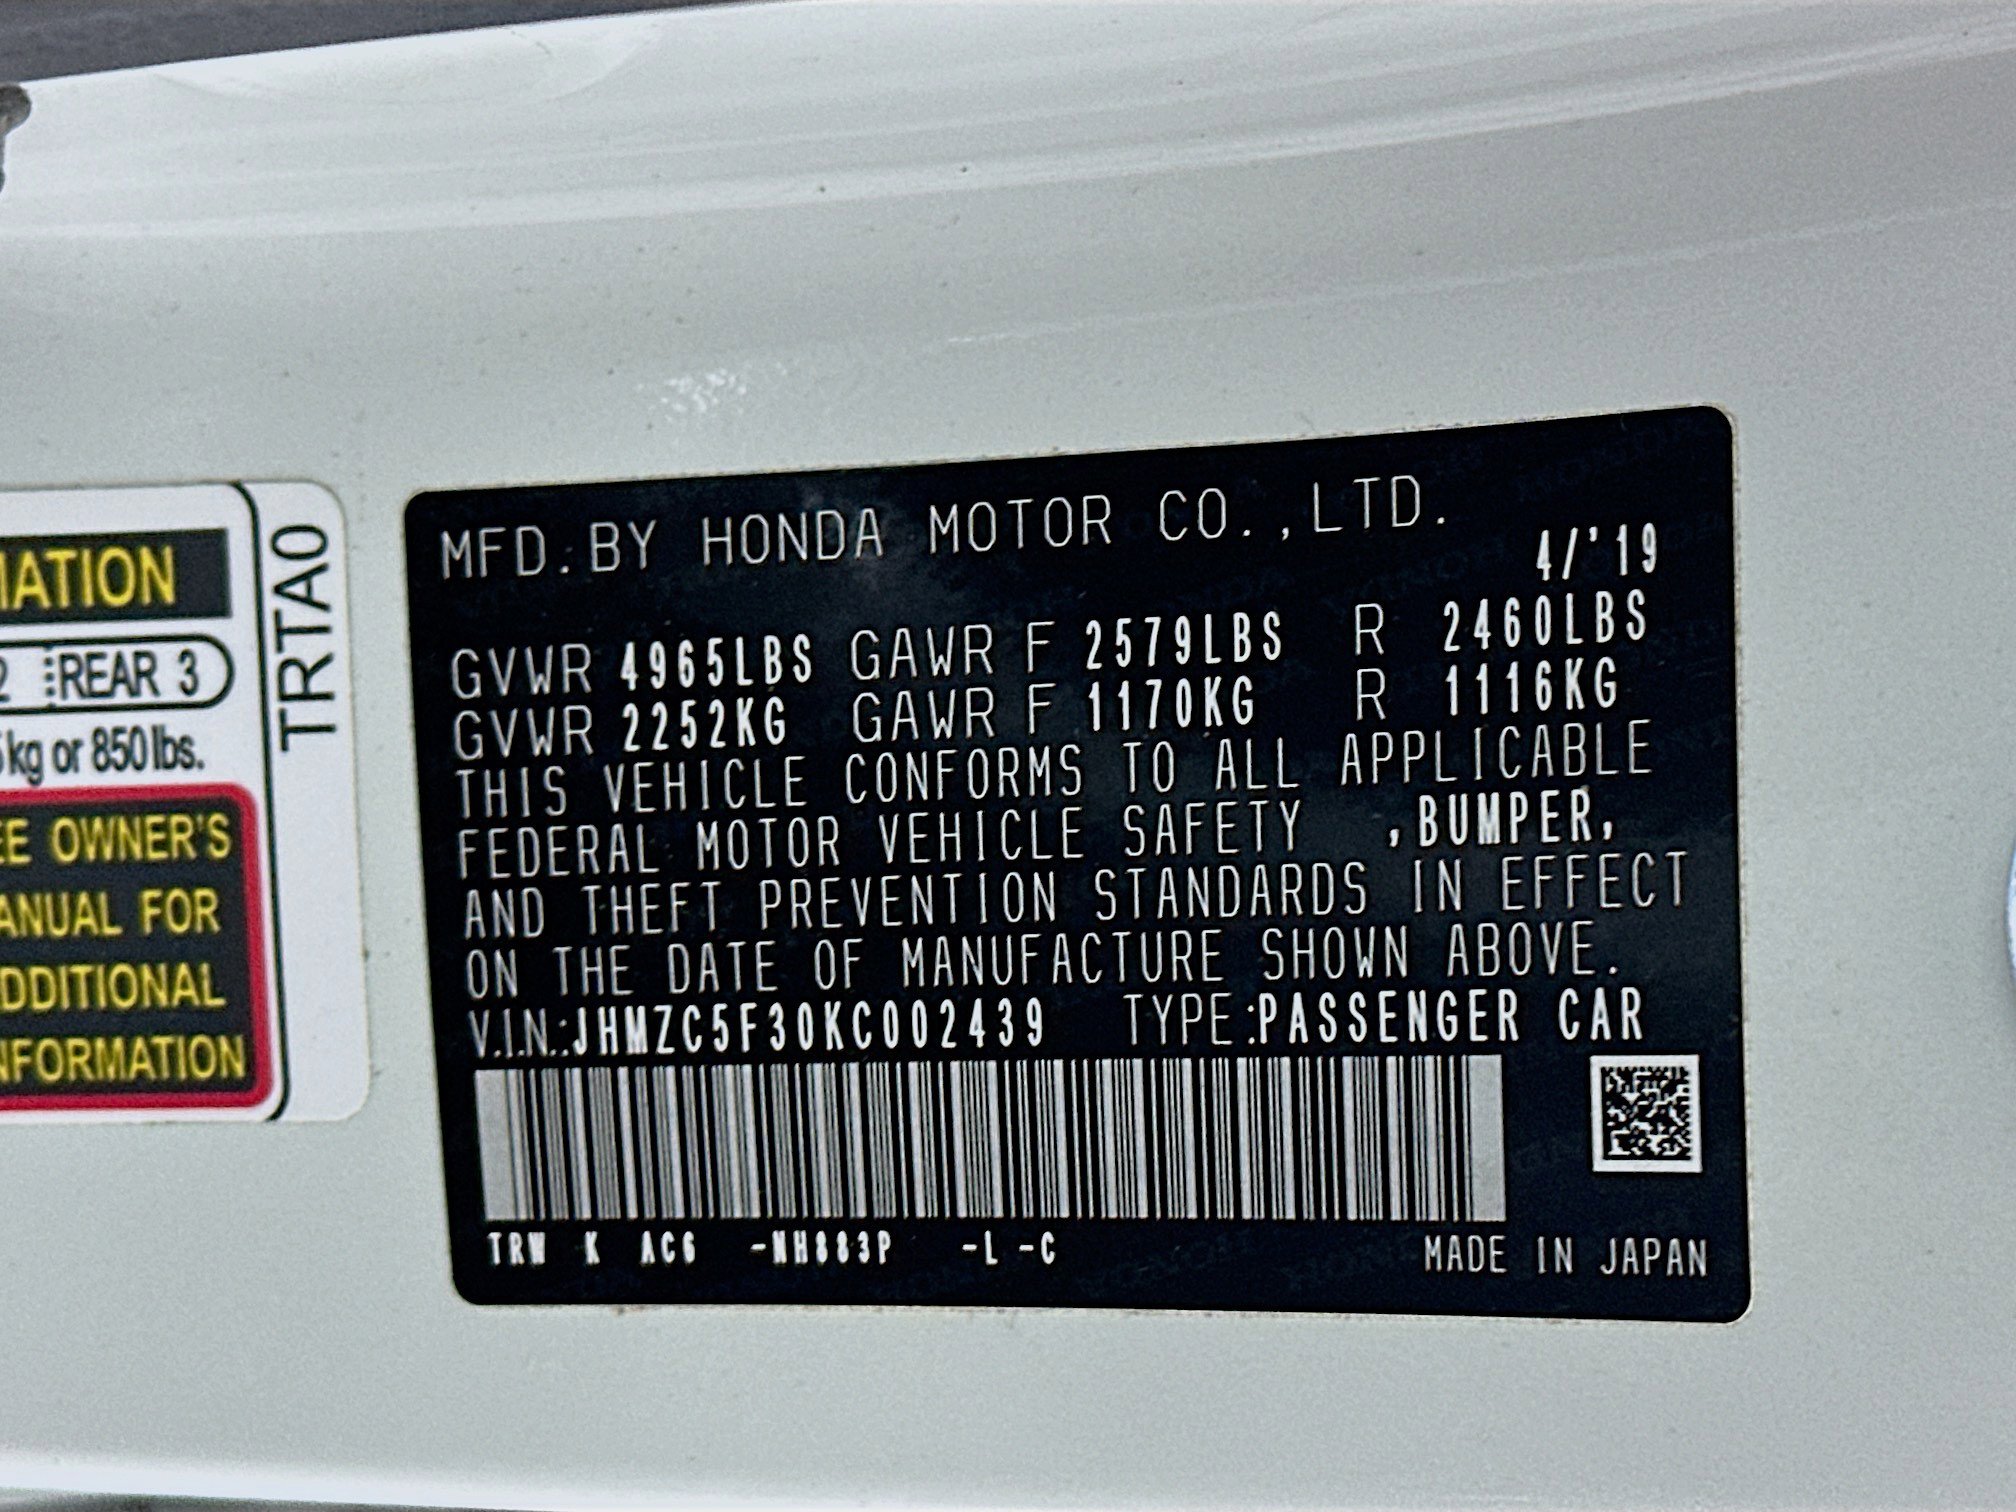 MATION
2 REAR 3
kg or 850 lbs.
EE OWNER'S
ANUAL FOR
DDITIONAL
NFORMATION
TRTA0
MFD. BY HONDA MOTOR CO.,LTD.
4/'19
GVWR 4965LBS GAWR F 2579LBS R 2460LBS
GVWR 2252KG GAWR F 1170KG R 1116KG
THIS VEHICLE CONFORMS TO ALL APPLICABLE
FEDERAL MOTOR VEHICLE SAFETY ,BUMPER,
AND THEFT PREVENTION STANDARDS IN EFFECT
ON THE DATE OF MANUFACTURE SHOWN ABOVE.
V.I.N.:JHMZC5F30KC002439 TYPE:PASSENGER CAR
TRW K AC6 -NH883P -L -C
MADE IN JAPAN